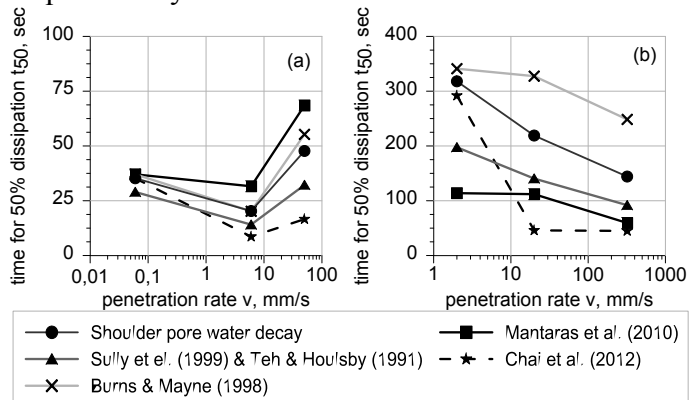 time for 50% dissipation t50, sec
100
75
50
25
0
(a)
0,01 0,1 1 10 100
penetration rate v, mm/s
time for 50% dissipation t50, sec
400
300
200
100
0
(b)
1 10 100 1000
penetration rate v, mm/s
Shoulder pore water decay
Sully et el. (1999) & Teh & Houlsby (1991)
Burns & Mayne (1998)
Mantaras et al. (2010)
Chai et al. (2012)